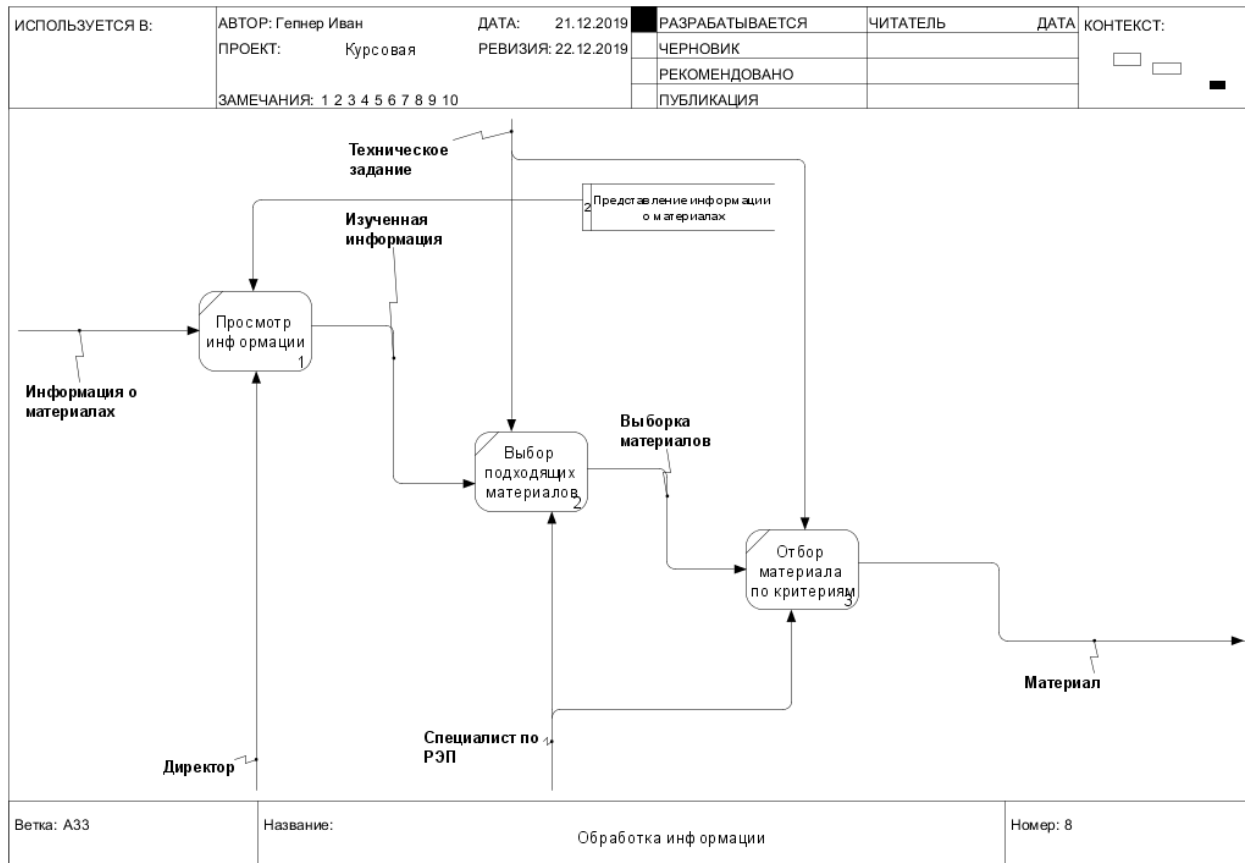 ИСПОЛЬЗУЕТСЯ В:
АВТОР: Гепнер Иван
ДАТА: 21.12.2019
РАЗРАБАТЫВАЕТСЯ
ЧИТАТЕЛЬ
ДАТА
КОНТЕКСТ:
ПРОЕКТ: Курсовая
РЕВИЗИЯ: 22.12.2019
ЧЕРНОВИК
РЕКОМЕНДОВАНО
ЗАМЕЧАНИЯ: 1 2 3 4 5 6 7 8 9 10
ПУБЛИКАЦИЯ
Техническое
задание
2
Представление информации
о материалах
Изученная
информация
Просмотр
информации
1
Информация о
материалах
Выборка
материалов
Выбор
подходящих
материалов
2
Отбор
материала
по критериям
3
Материал
Специалист по
РЭП
Директор
Ветка: A33
Название:
Обработка информации
Номер: 8